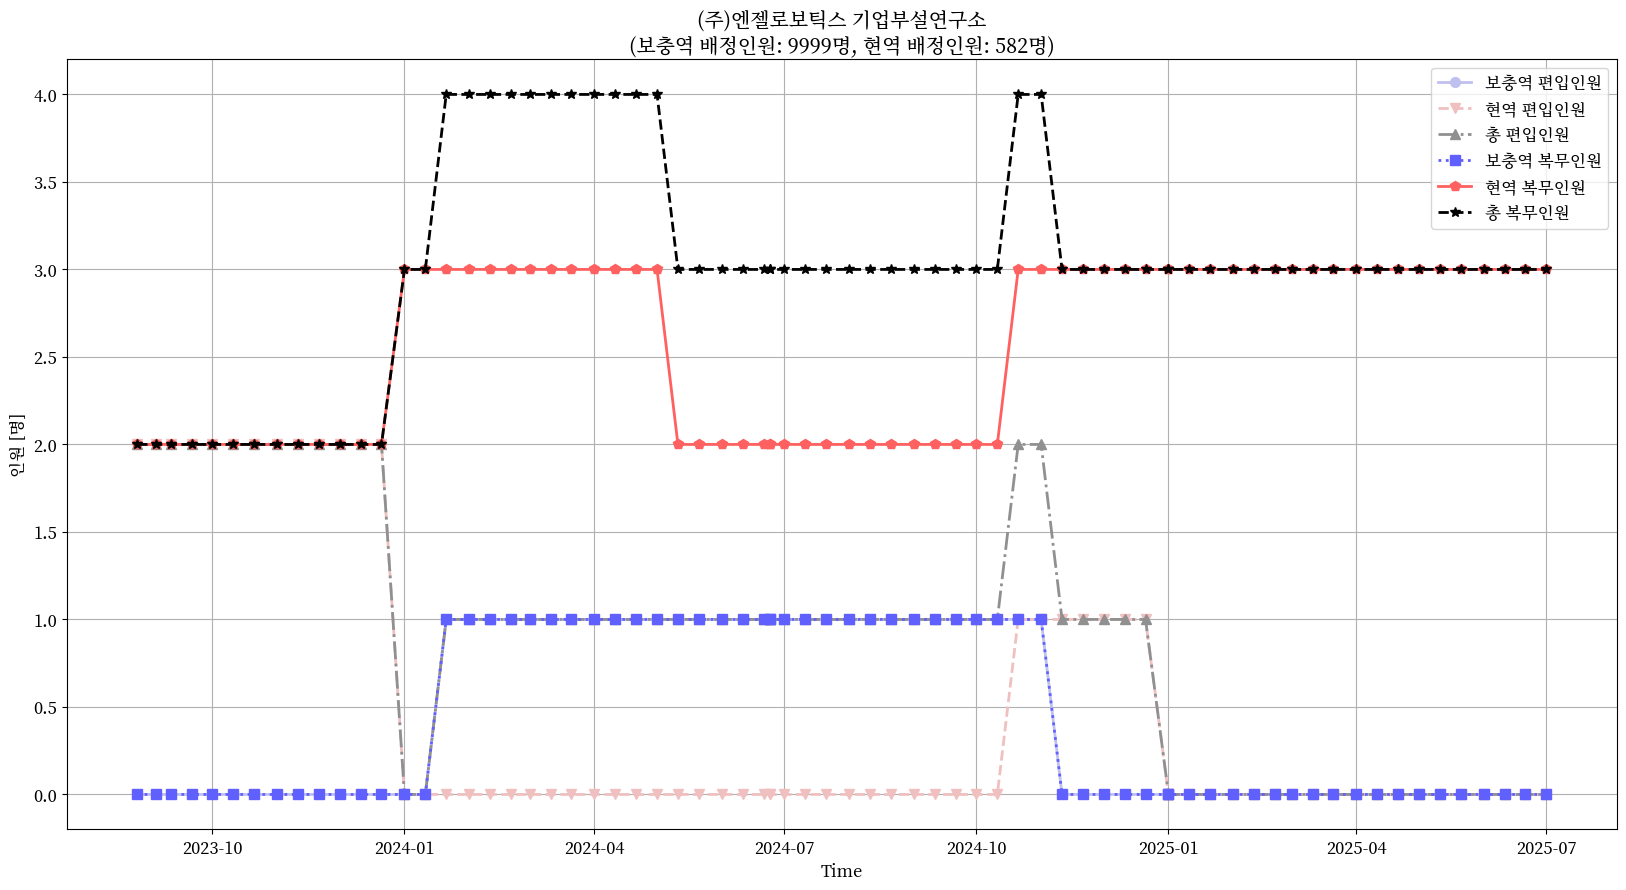 (주)엔젤로보틱스 기업부설연구소
(보충역 배정인원: 9999명, 현역 배정인원: 582명)
보충역 편입인원
현역 편입인원
총 편입인원
보충역 복무인원
현역 복무인원
총 복무인원
인원 [명]
4.0
3.5
3.0
2.5
2.0
1.5
1.0
0.5
0.0
2023-10 2024-01 2024-04 2024-07 2024-10 2025-01 2025-04 2025-07
Time